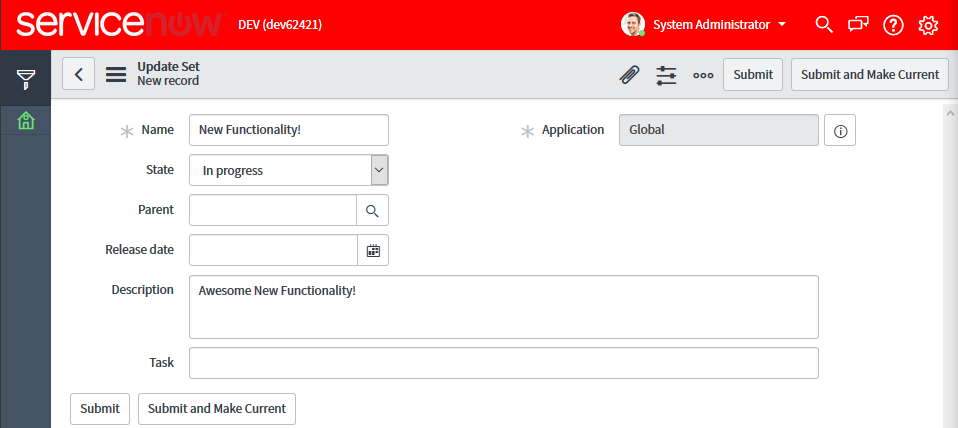 servicenow DEV (dev62421) System Administrator
Update Set
New record
Submit Submit and Make Current
Name New Functionality! Application Global
State In progress
Parent
Release date
Description Awesome New Functionality!
Task
Submit Submit and Make Current